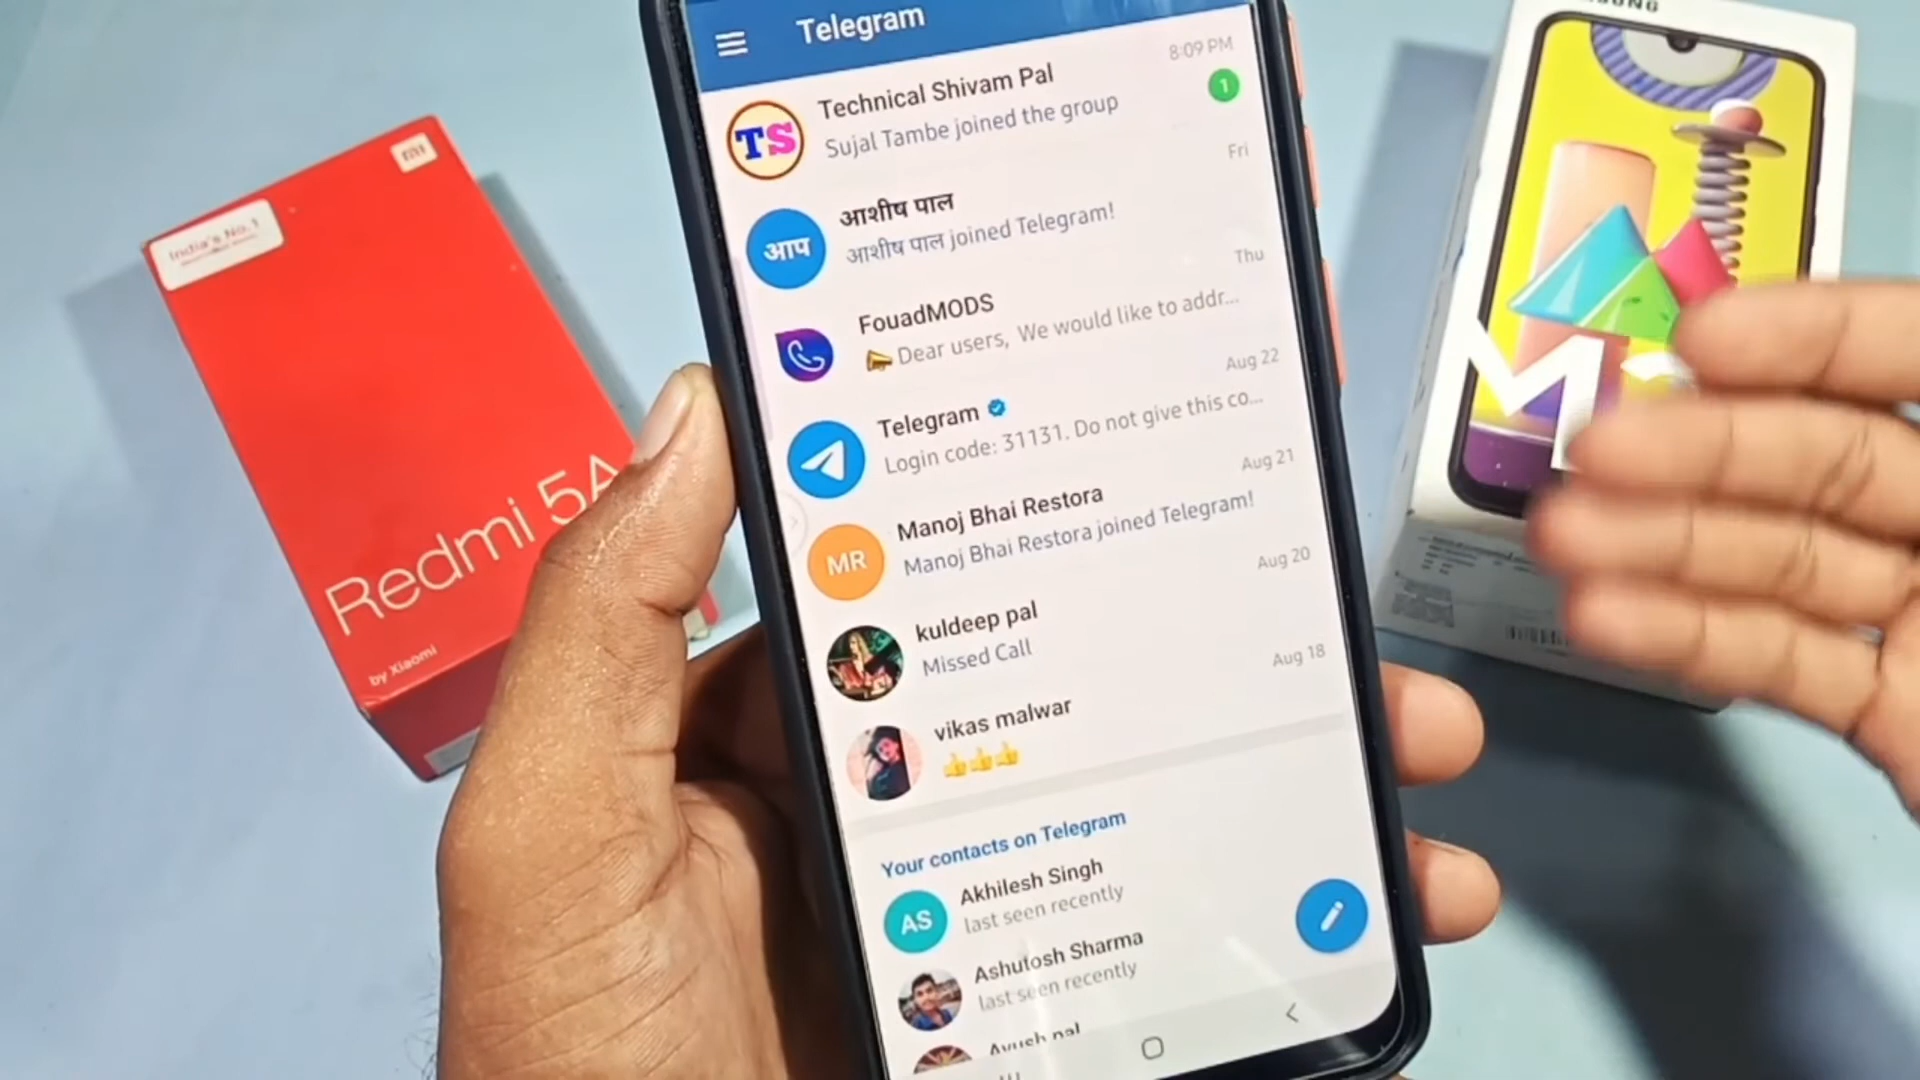 Telegram
Technical Shivam Pal
8:09 PM
Sujal Tambe joined the group
1
TS
आशीष पाल
Fri
आशीष पाल joined Telegram!
आप
FouadMODS
Thu
Dear users, We would like to addr...
Telegram
Aug 22
Login code: 31131. Do not give this co...
Manoj Bhai Restora
Aug 21
Manoj Bhai Restora joined Telegram!
MR
kuldeep pal
Aug 20
Missed Call
vikas malwar
Aug 18
👍👍👍
Your contacts on Telegram
Akhilesh Singh
last seen recently
AS
Ashutosh Sharma
last seen recently
Ayush pal
mi
India's No.1
Redmi 5A
by Xiaomi
M